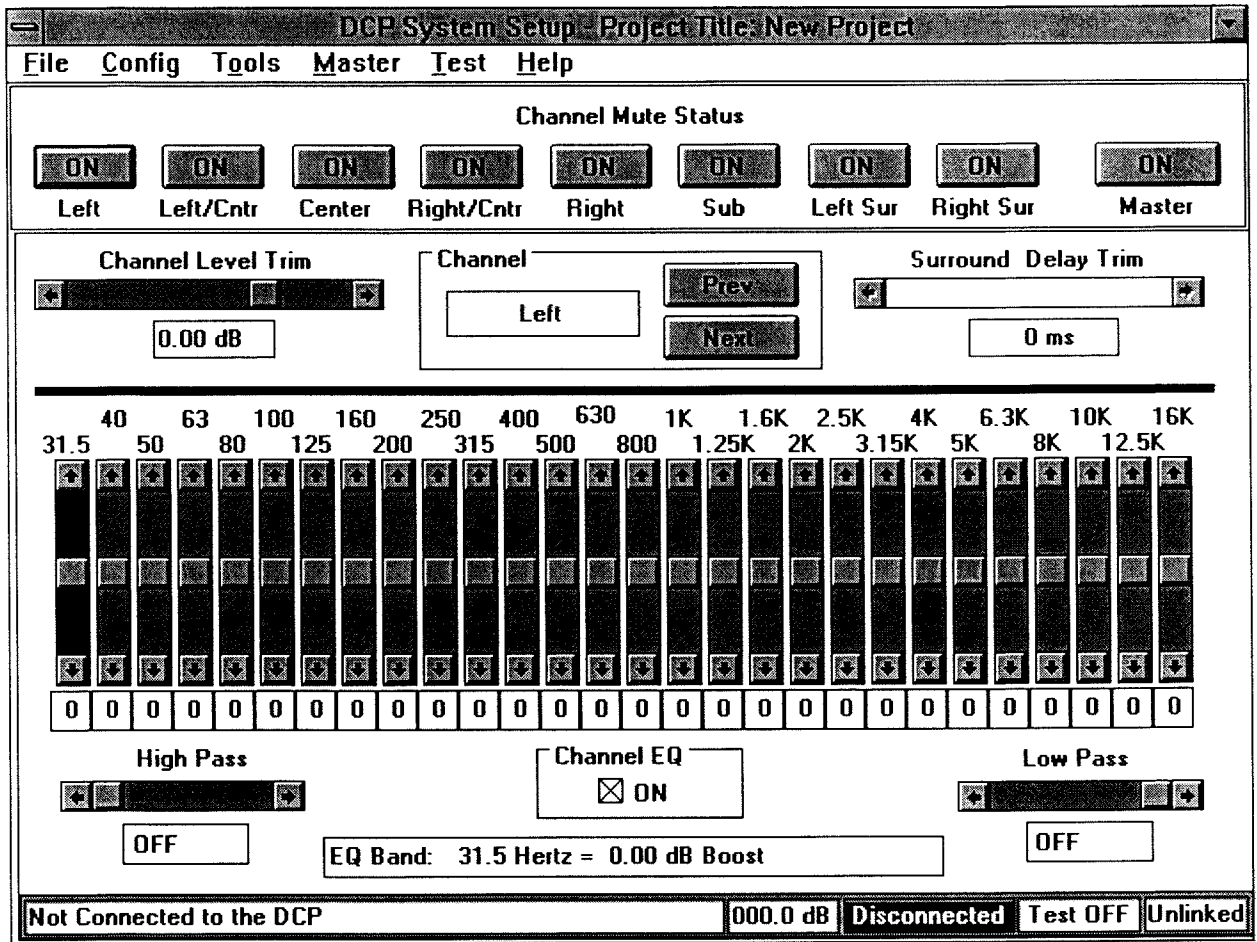 DCP System Setup - Project Title: New Project
File Config Tools Master Test Help
Channel Mute Status
ON ON ON ON ON ON ON ON ON
Left Left/Cntr Center Right/Cntr Right Sub Left Sur Right Sur Master
Channel Level Trim
0.00 dB
Channel
Left
Prev
Next
Surround Delay Trim
0 ms
40 63 100 160 250 400 630 1K 1.6K 2.5K 4K 6.3K 10K 16K
31.5 50 80 125 200 315 500 800 1.25K 2K 3.15K 5K 8K 12.5K
0 0 0 0 0 0 0 0 0 0 0 0 0 0 0 0 0 0 0 0 0 0 0 0 0 0 0 0
High Pass
OFF
Channel EQ
ON
Low Pass
OFF
EQ Band: 31.5 Hertz = 0.00 dB Boost
Not Connected to the DCP 000.0 dB Disconnected Test OFF Unlinked